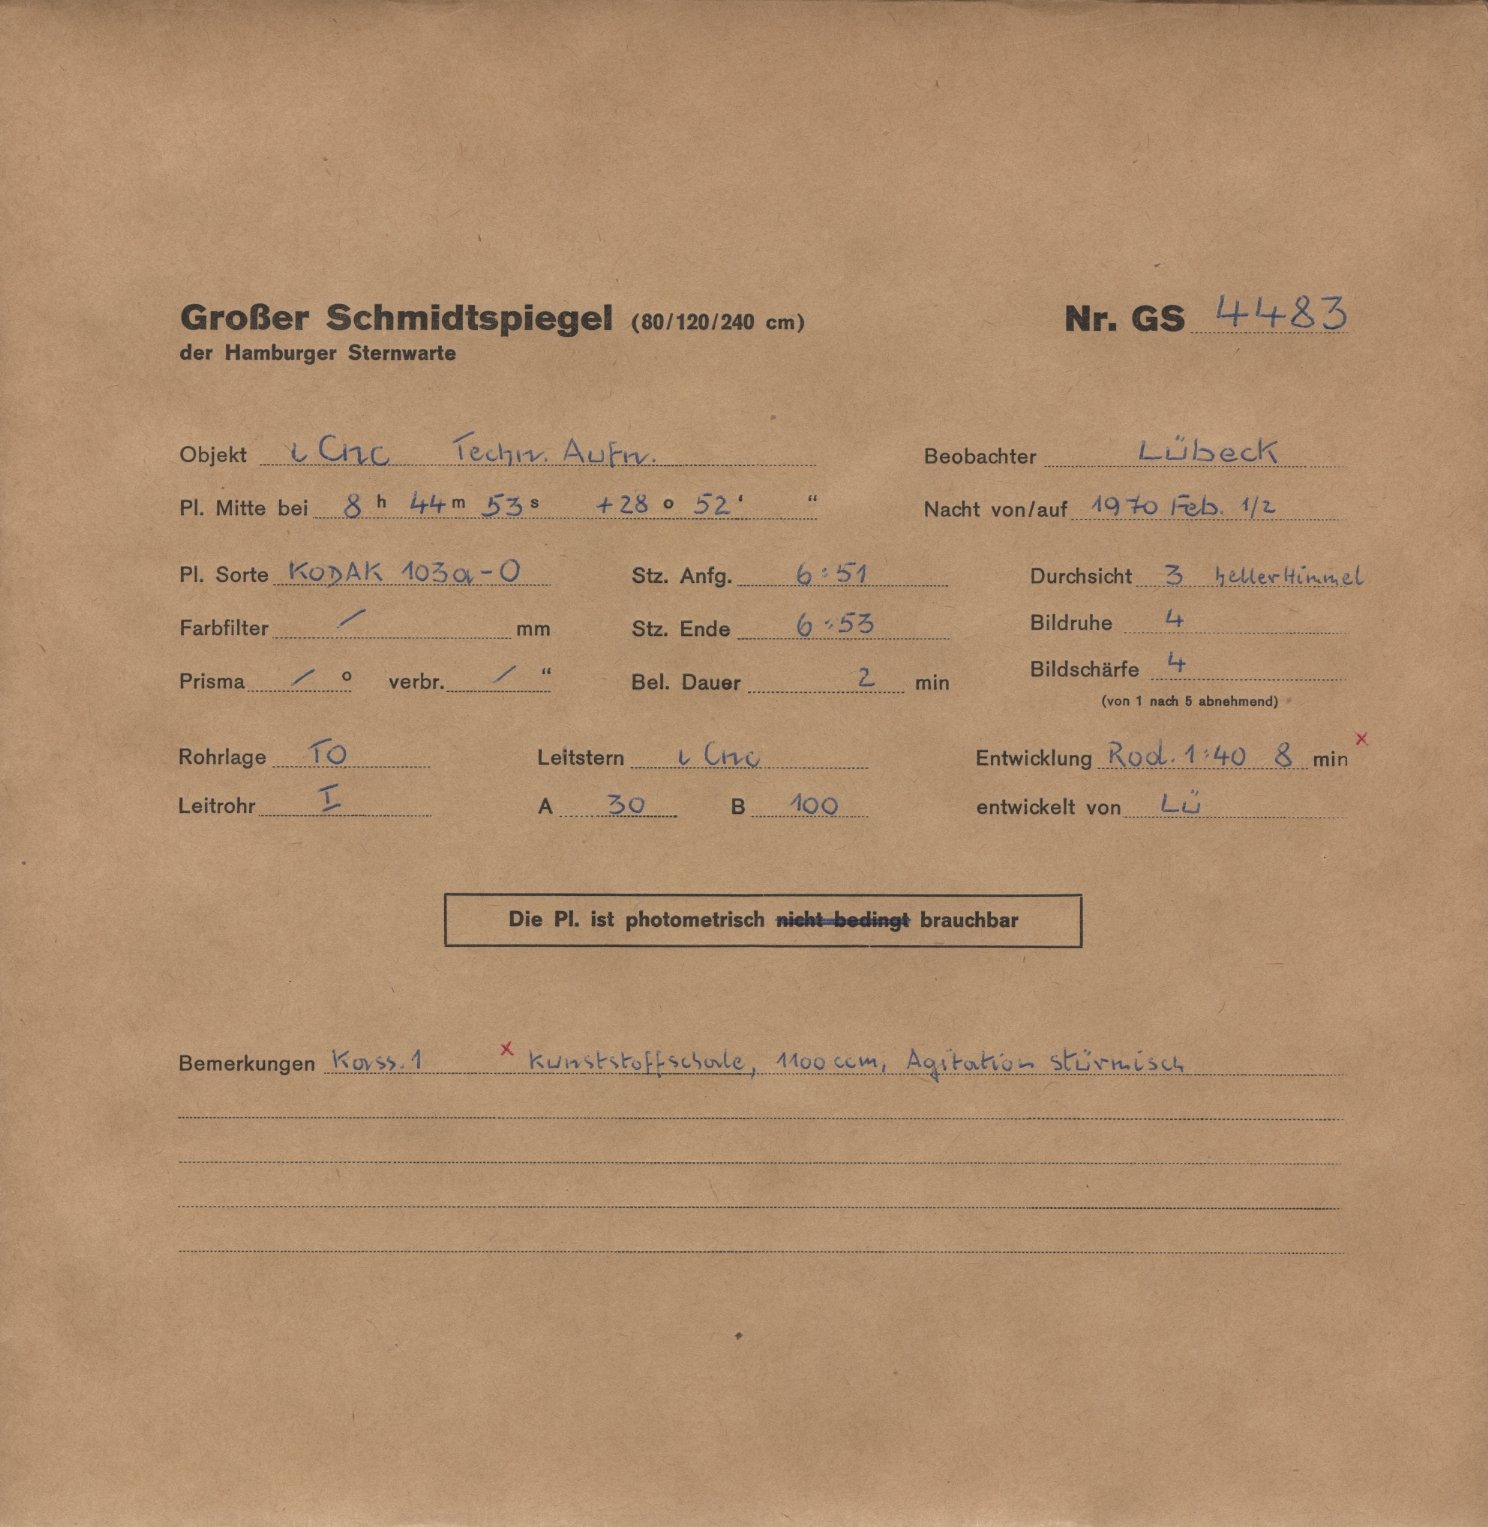 Großer Schmidtspiegel (80/120/240 cm) Nr. GS 4483
der Hamburger Sternwarte
Objekt ι Cnc Techn. Aufn. Beobachter Lübeck
Pl. Mitte bei 8 h 44 m 53 s +28 o 52 ‘ “ Nacht von/auf 1970 Feb. 1/2
Pl. Sorte KODAK 103a-O Stz. Anfg. 6:51 Durchsicht 3 heller Himmel
Farbfilter / mm Stz. Ende 6:53 Bildruhe 4
Prisma / o verbr. / “ Bel. Dauer 2 min Bildschärfe 4
(von 1 nach 5 abnehmend)
Rohrlage TO Leitstern ι Cnc Entwicklung Rod. 1:40 8 min x
Leitrohr I A 30 B 100 entwickelt von Lü
Die Pl. ist photometrisch nicht bedingt brauchbar
Bemerkungen Kass. 1 x Kunststoffschale, 1100 ccm, Agitation stürmisch